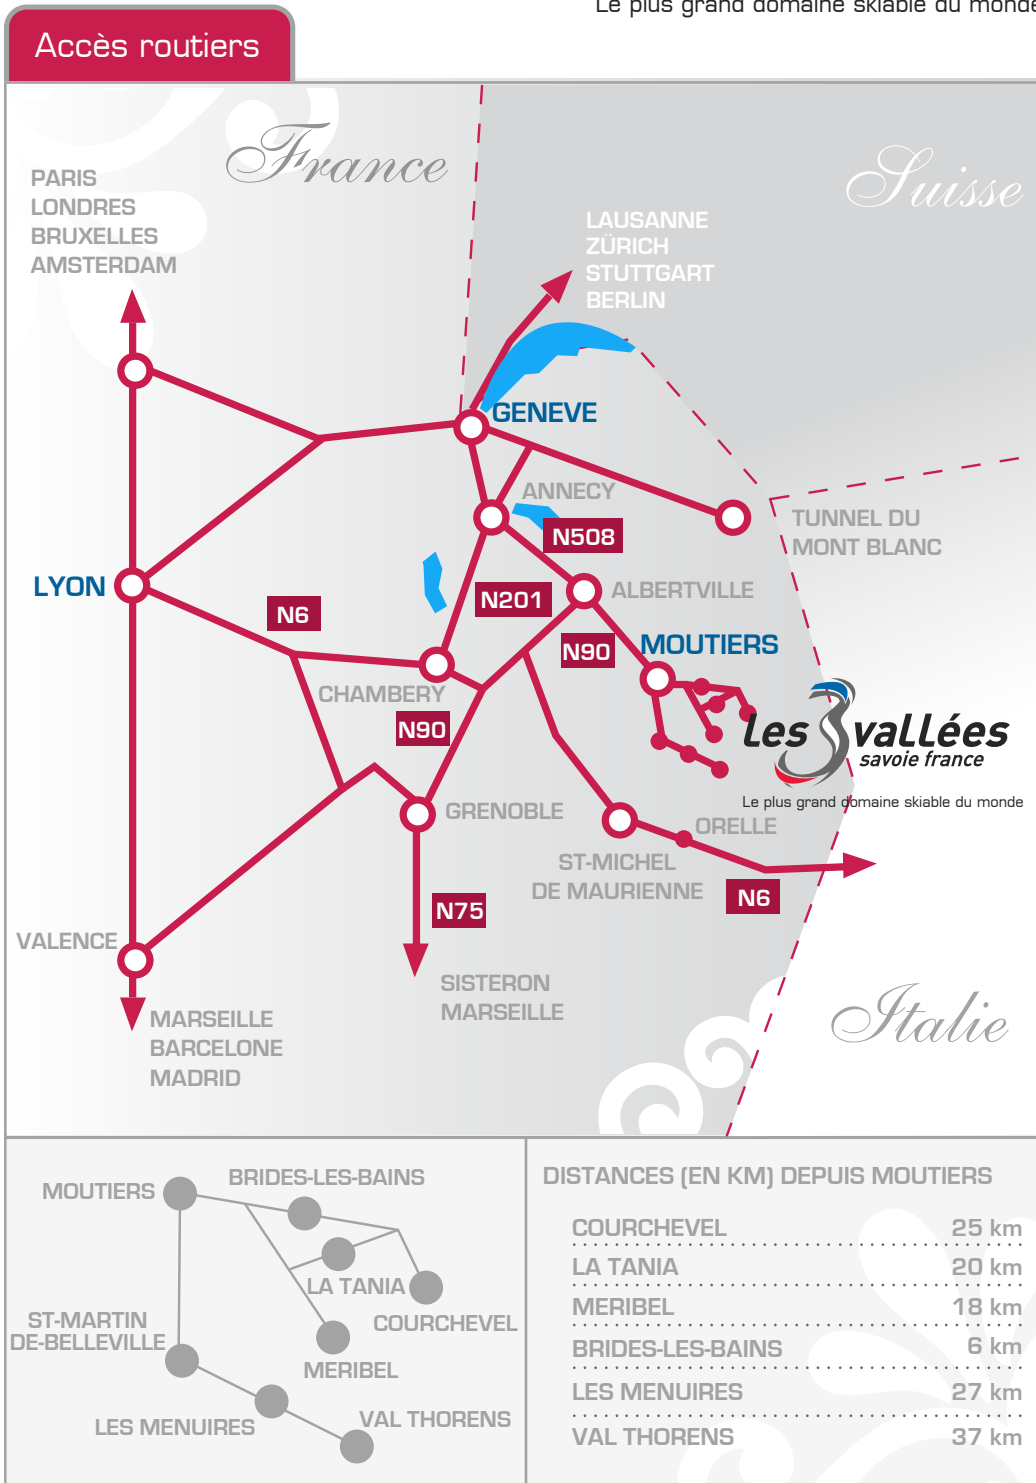 Le plus grand domaine skiable du monde
Accès routiers
France
Suisse
PARIS
LONDRES
BRUXELLES
AMSTERDAM
LAUSANNE
ZÜRICH
STUTTGART
BERLIN
GENEVE
ANNECY
TUNNEL DU
MONT BLANC
N508
LYON
ALBERTVILLE
N6
N201
MOUTIERS
N90
CHAMBERY
N90
Les 3 vallées
savoie france
Le plus grand domaine skiable du monde
GRENOBLE
ORELLE
ST-MICHEL
DE MAURIENNE
N6
N75
VALENCE
SISTERON
MARSEILLE
Italie
MARSEILLE
BARCELONE
MADRID
BRIDES-LES-BAINS
MOUTIERS
LA TANIA
COURCHEVEL
ST-MARTIN
DE-BELLEVILLE
MERIBEL
LES MENUIRES
VAL THORENS
DISTANCES (EN KM) DEPUIS MOUTIERS
COURCHEVEL 25 km
LA TANIA 20 km
MERIBEL 18 km
BRIDES-LES-BAINS 6 km
LES MENUIRES 27 km
VAL THORENS 37 km